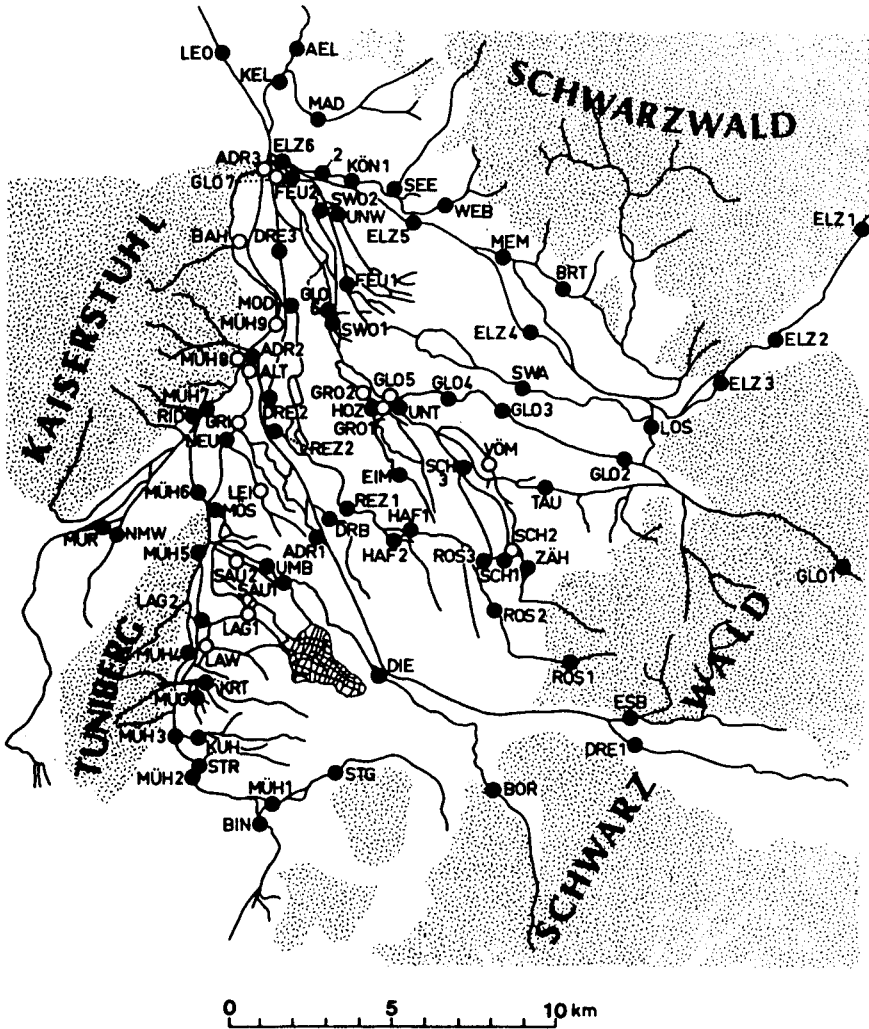 LEO
AEL
KEL
MAD
SCHWARZWALD
ELZ6
ADR3
2
KÖN1
GLO7
FEU2
SEE
SWO2
WEB
UNW
ELZ1
ELZ5
BAH
DRE3
MEM
BRT
KAISERSTUHL
FEU1
GLO
6
MOD
MÜH9
SWO1
ELZ4
ELZ2
MÜH8
ADR2
ALT
ELZ3
SWA
MÜH7
GRO2
GLO5
GLO4
RID
DRE2
HOZ
UNT
GLO3
GRI
GRO1
LOS
NEU
REZ2
VÖM
GLO2
EIM
SCH
3
MÜH6
LEI
TAU
MÖS
REZ1
MUR
NMW
DRB
HAF1
ADR1
HAF2
SCH2
MÜH5
ROS3
ZÄH
SAU2
UMB
SCH1
GLO1
SAU1
LAG2
LAG1
ROS2
MÜH4
LAW
WALD
TUNIBERG
DIE
ROS1
KRT
MUG
ESB
MÜH3
KUH
DRE1
STR
MÜH2
STG
MÜH1
BOR
BIN
SCHWARZ
0 5 10 km